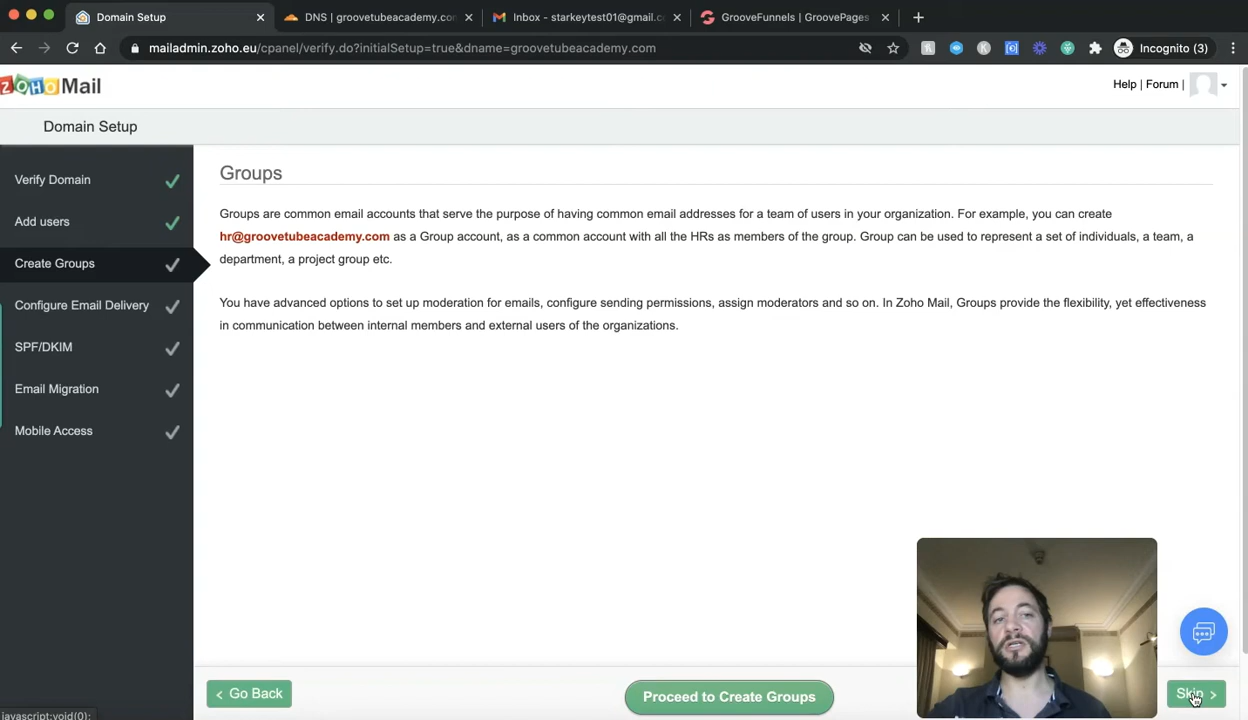 Domain Setup
DNS | groovetubeacademy.co
Inbox - starkeytest01@gmail.c
GrooveFunnels | GroovePages
mailadmin.zoho.eu/cpanel/verify.do?initialSetup=true&dname=groovetubeacademy.com
Incognito (3)
ZOHO Mail
Help | Forum |
Domain Setup
Verify Domain
Add users
Create Groups
Configure Email Delivery
SPF/DKIM
Email Migration
Mobile Access
Groups
Groups are common email accounts that serve the purpose of having common email addresses for a team of users in your organization. For example, you can create
hr@groovetubeacademy.com as a Group account, as a common account with all the HRs as members of the group. Group can be used to represent a set of individuals, a team, a
department, a project group etc.
You have advanced options to set up moderation for emails, configure sending permissions, assign moderators and so on. In Zoho Mail, Groups provide the flexibility, yet effectiveness
in communication between internal members and external users of the organizations.
< Go Back
Proceed to Create Groups
Skip >
javascript:void(0);